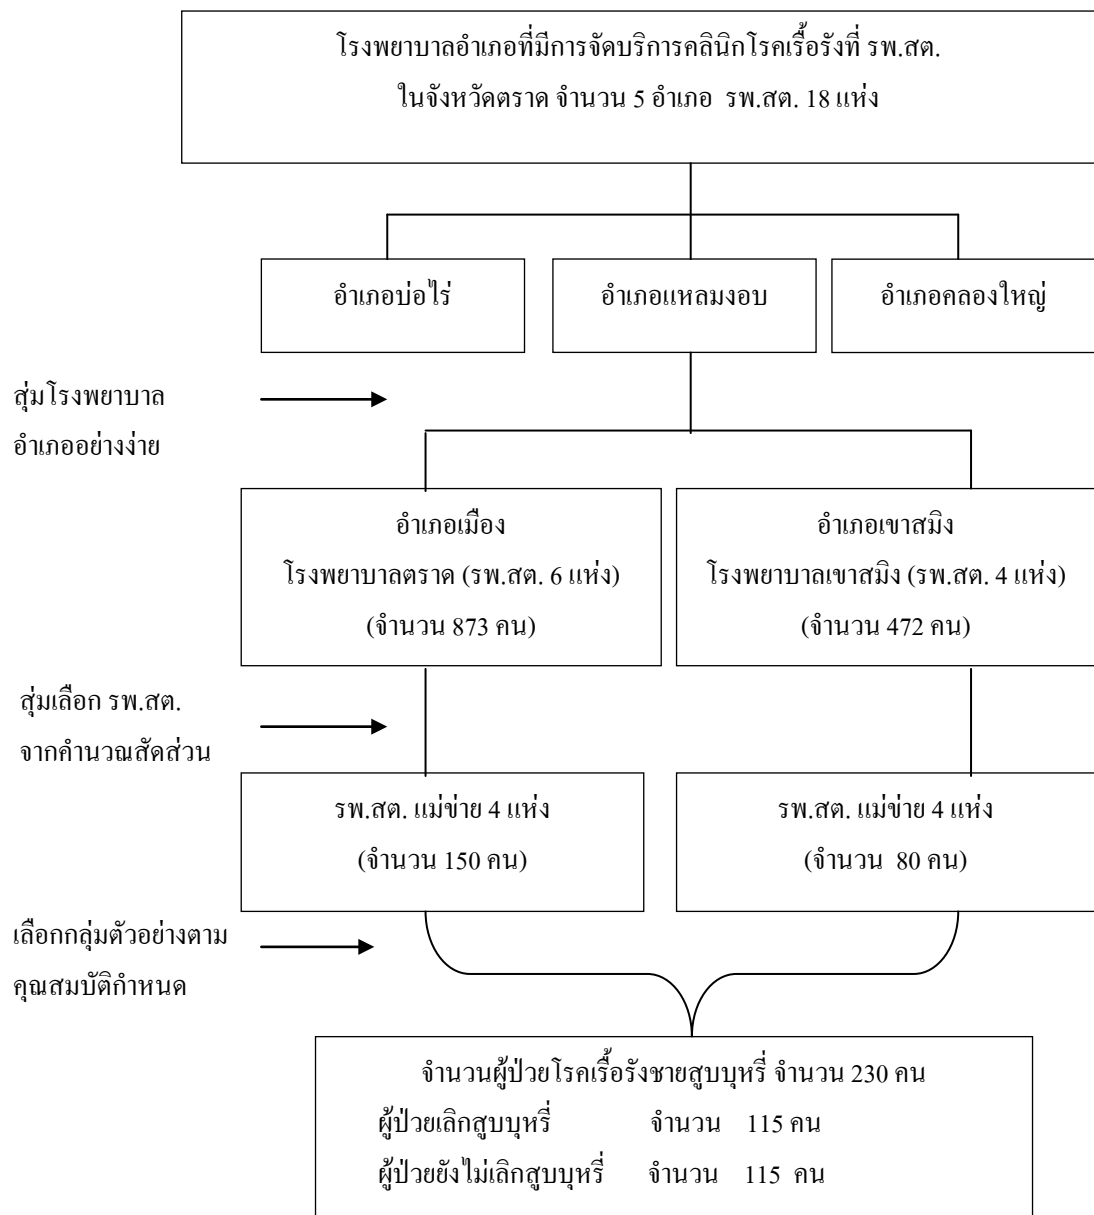 โรงพยาบาลอำเภอที่มีการจัดบริการคลินิกโรคเรื้อรังที่ รพ.สต.
ในจังหวัดตราด จำนวน 5 อำเภอ รพ.สต. 18 แห่ง
อำเภอบ่อไร่
อำเภอแหลมงอบ
อำเภอคลองใหญ่
สุ่มโรงพยาบาล
อำเภออย่างง่าย
อำเภอเมือง
โรงพยาบาลตราด (รพ.สต. 6 แห่ง)
(จำนวน 873 คน)
อำเภอเขาสมิง
โรงพยาบาลเขาสมิง (รพ.สต. 4 แห่ง)
(จำนวน 472 คน)
สุ่มเลือก รพ.สต.
จากคำนวณสัดส่วน
รพ.สต. แม่ข่าย 4 แห่ง
(จำนวน 150 คน)
รพ.สต. แม่ข่าย 4 แห่ง
(จำนวน 80 คน)
เลือกกลุ่มตัวอย่างตาม
คุณสมบัติกำหนด
จำนวนผู้ป่วยโรคเรื้อรังชายสูบบุหรี่ จำนวน 230 คน
ผู้ป่วยเลิกสูบบุหรี่ จำนวน 115 คน
ผู้ป่วยยังไม่เลิกสูบบุหรี่ จำนวน 115 คน